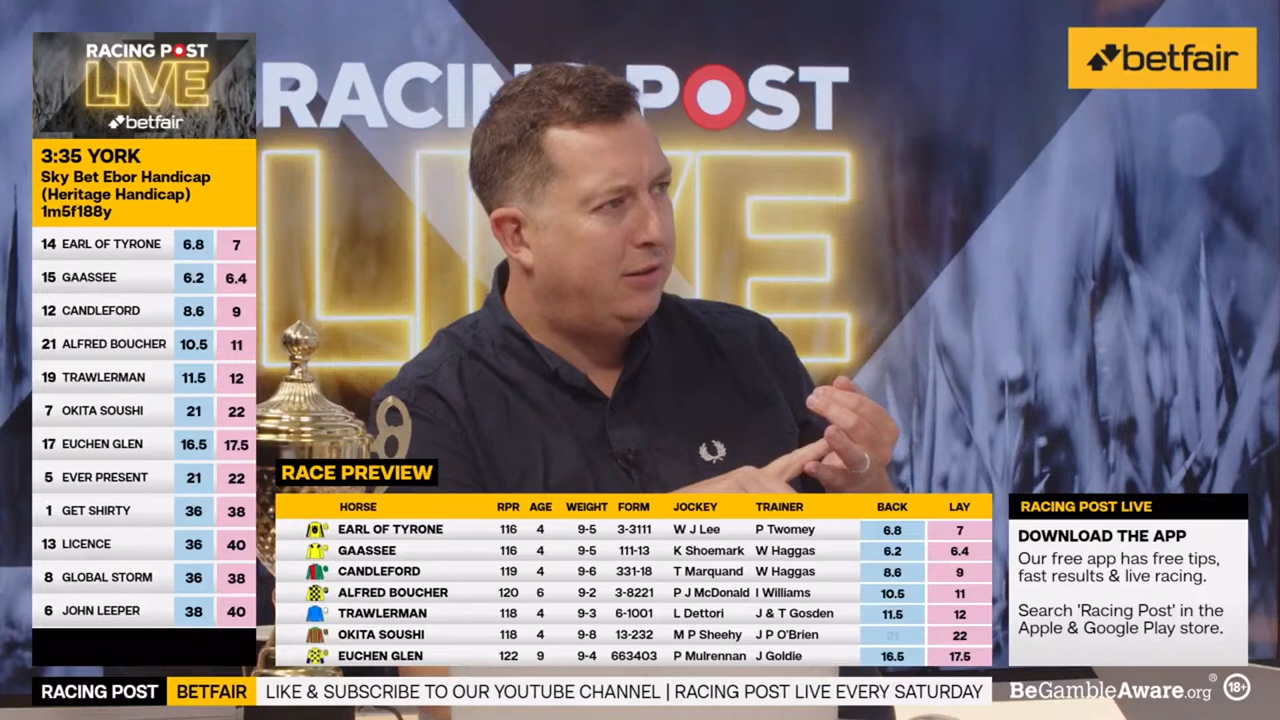 RACING POST
LIVE
betfair
3:35 YORK
Sky Bet Ebor Handicap
(Heritage Handicap)
1m5f188y
14 EARL OF TYRONE 6.8 7
15 GAASSEE 6.2 6.4
12 CANDLEFORD 8.6 9
21 ALFRED BOUCHER 10.5 11
19 TRAWLERMAN 11.5 12
7 OKITA SOUSHI 21 22
17 EUCHEN GLEN 16.5 17.5
5 EVER PRESENT 21 22
1 GET SHIRTY 36 38
13 LICENCE 36 40
8 GLOBAL STORM 36 38
6 JOHN LEEPER 38 40
RACING POST
LIVE
betfair
RACE PREVIEW
HORSE RPR AGE WEIGHT FORM JOCKEY TRAINER BACK LAY
EARL OF TYRONE 116 4 9-5 3-3111 W J Lee P Twomey 6.8 7
GAASSEE 116 4 9-5 111-13 K Shoemark W Haggas 6.2 6.4
CANDLEFORD 119 4 9-6 331-18 T Marquand W Haggas 8.6 9
ALFRED BOUCHER 120 6 9-2 3-8221 P J McDonald I Williams 10.5 11
TRAWLERMAN 118 4 9-3 6-1001 L Dettori J & T Gosden 11.5 12
OKITA SOUSHI 118 4 9-8 13-232 M P Sheehy J P O'Brien 21 22
EUCHEN GLEN 122 9 9-4 663403 P Mulrennan J Goldie 16.5 17.5
RACING POST LIVE
DOWNLOAD THE APP
Our free app has free tips,
fast results & live racing.
Search 'Racing Post' in the
Apple & Google Play store.
RACING POST BETFAIR LIKE & SUBSCRIBE TO OUR YOUTUBE CHANNEL | RACING POST LIVE EVERY SATURDAY
BeGambleAware.org® 18+